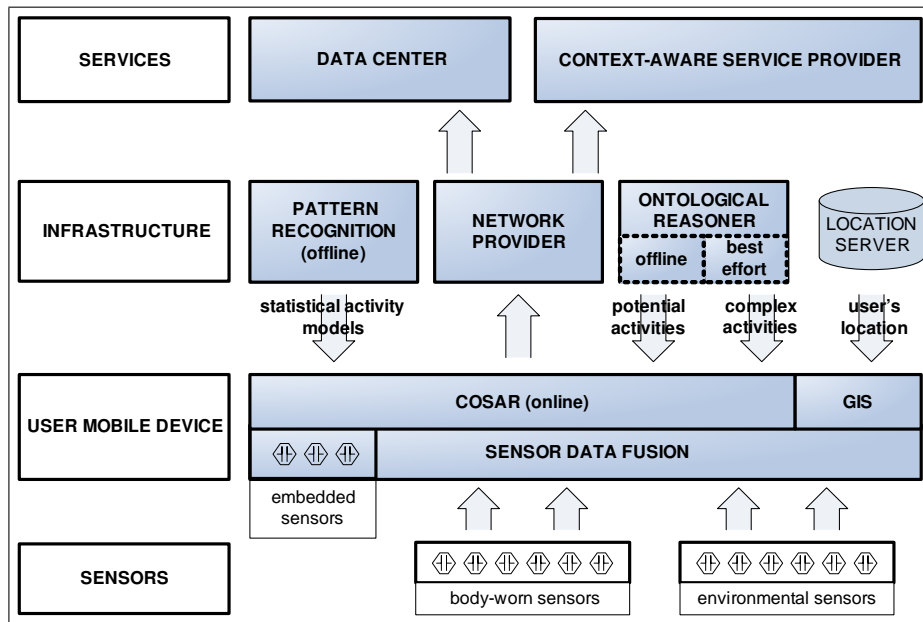 SERVICES
DATA CENTER
CONTEXT-AWARE SERVICE PROVIDER
INFRASTRUCTURE
PATTERN
RECOGNITION
(offline)
NETWORK
PROVIDER
ONTOLOGICAL
REASONER
offline
best
effort
LOCATION
SERVER
statistical activity
models
potential
activities
complex
activities
user's
location
USER MOBILE DEVICE
COSAR (online)
GIS
SENSOR DATA FUSION
embedded
sensors
SENSORS
body-worn sensors
environmental sensors